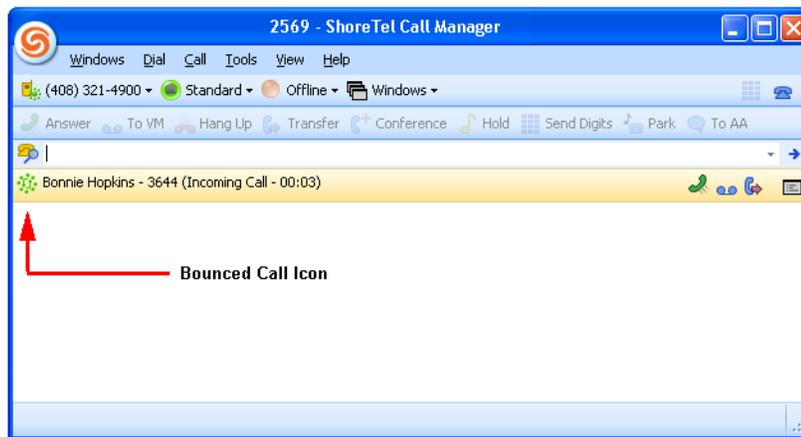 2569 - ShoreTel Call Manager
Windows Dial Call Tools View Help
(408) 321-4900 Standard Offline Windows
Answer To VM Hang Up Transfer Conference Hold Send Digits Park To AA
Bonnie Hopkins - 3644 (Incoming Call - 00:03)
Bounced Call Icon